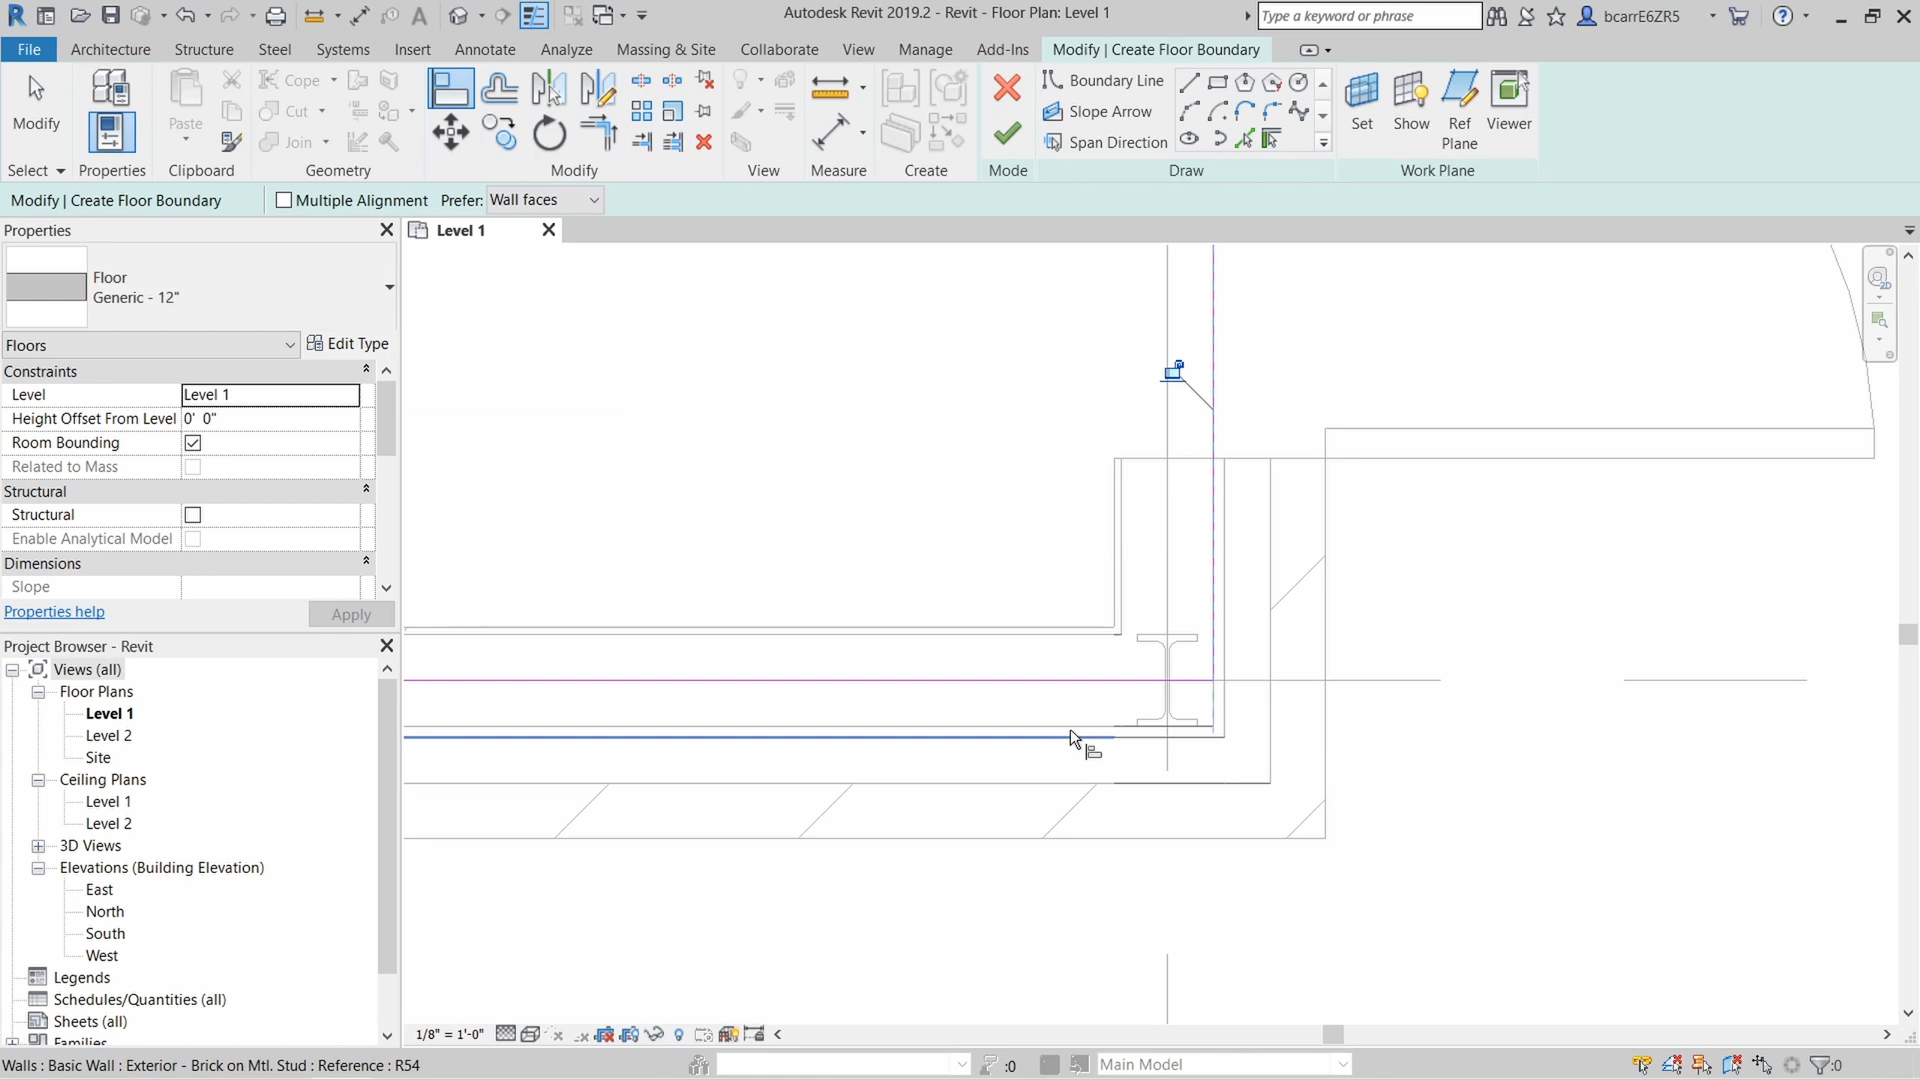 Autodesk Revit 2019.2 - Revit - Floor Plan: Level 1
Type a keyword or phrase
bcarrE6ZR5
File Architecture Structure Steel Systems Insert Annotate Analyze Massing & Site Collaborate View Manage Add-Ins Modify | Create Floor Boundary
Modify
Paste
Cope
Cut
Join
Boundary Line
Slope Arrow
Span Direction
Set Show Ref Plane Viewer
Select Properties Clipboard Geometry Modify View Measure Create Mode Draw Work Plane
Modify | Create Floor Boundary Multiple Alignment Prefer: Wall faces
Properties
Level 1
Floor
Generic - 12"
Floors Edit Type
Constraints
Level Level 1
Height Offset From Level 0' 0"
Room Bounding
Related to Mass
Structural
Structural
Enable Analytical Model
Dimensions
Slope
Properties help Apply
Project Browser - Revit
Views (all)
Floor Plans
Level 1
Level 2
Site
Ceiling Plans
Level 1
Level 2
3D Views
Elevations (Building Elevation)
East
North
South
West
Legends
Schedules/Quantities (all)
Sheets (all)
Families
2D
1/8" = 1'-0"
Walls : Basic Wall : Exterior - Brick on Mtl. Stud : Reference : R54
:0
Main Model
:0